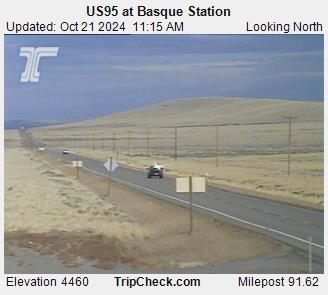 US95 at Basque Station
Updated: Oct 21 2024 11:15 AM Looking North
Elevation 4460 TripCheck.com Milepost 91.62